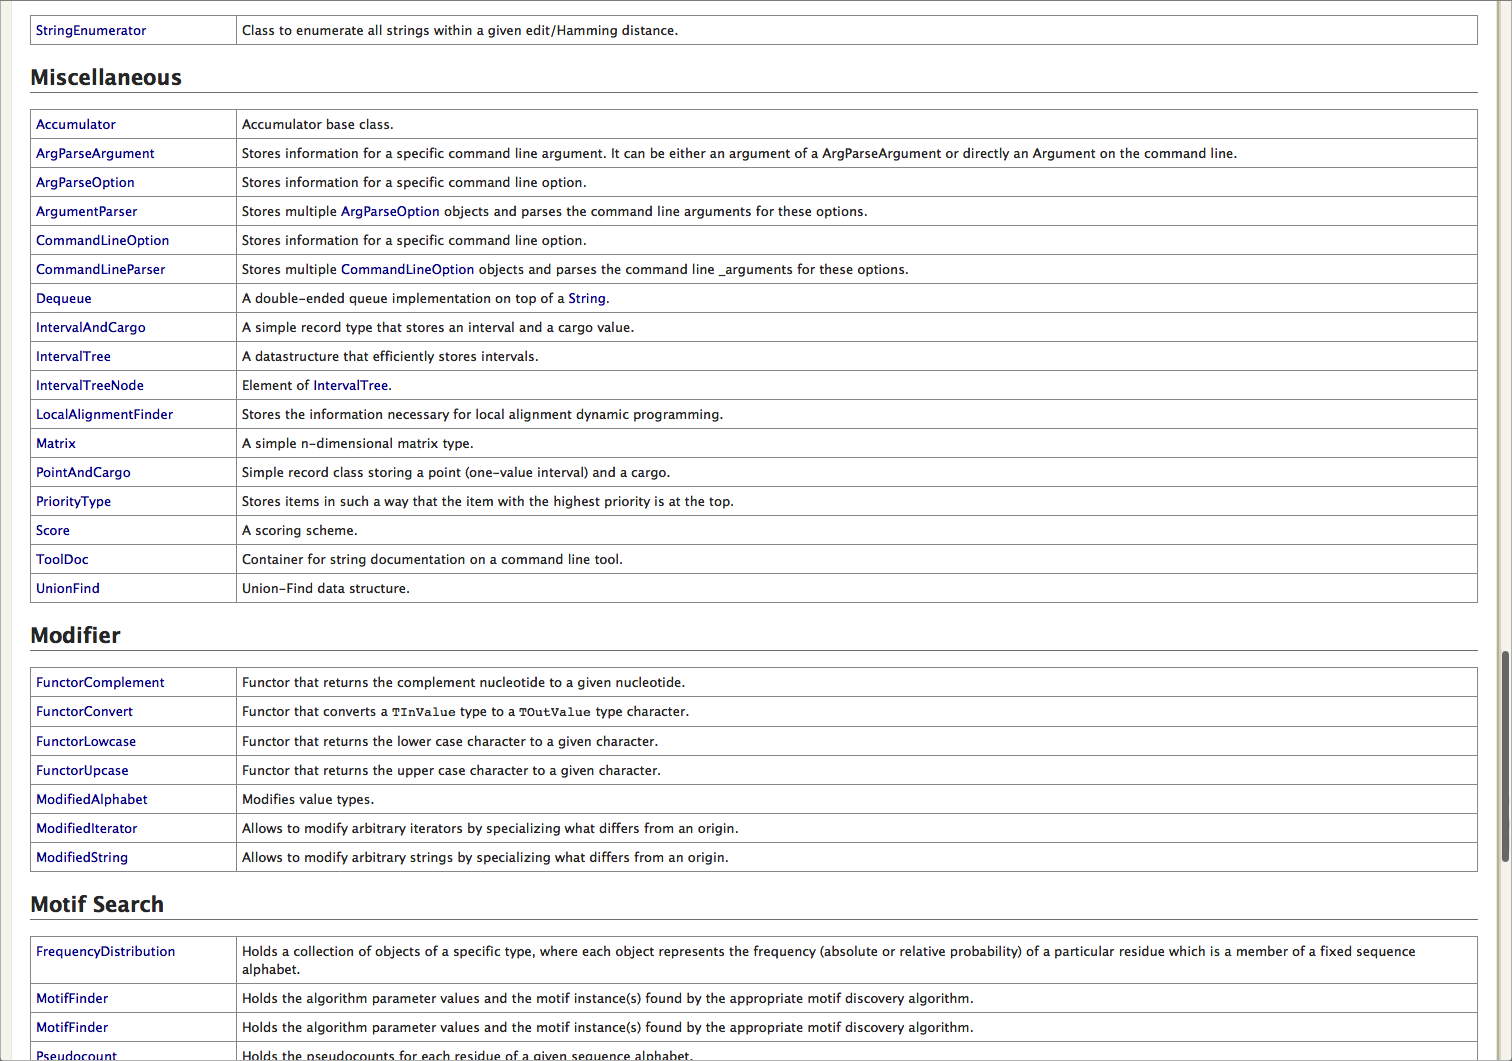 StringEnumerator Class to enumerate all strings within a given edit/Hamming distance.
Miscellaneous
Accumulator Accumulator base class.
ArgParseArgument Stores information for a specific command line argument. It can be either an argument of a ArgParseArgument or directly an Argument on the command line.
ArgParseOption Stores information for a specific command line option.
ArgumentParser Stores multiple ArgParseOption objects and parses the command line arguments for these options.
CommandLineOption Stores information for a specific command line option.
CommandLineParser Stores multiple CommandLineOption objects and parses the command line _arguments for these options.
Dequeue A double-ended queue implementation on top of a String.
IntervalAndCargo A simple record type that stores an interval and a cargo value.
IntervalTree A datastructure that efficiently stores intervals.
IntervalTreeNode Element of IntervalTree.
LocalAlignmentFinder Stores the information necessary for local alignment dynamic programming.
Matrix A simple n-dimensional matrix type.
PointAndCargo Simple record class storing a point (one-value interval) and a cargo.
PriorityType Stores items in such a way that the item with the highest priority is at the top.
Score A scoring scheme.
ToolDoc Container for string documentation on a command line tool.
UnionFind Union-Find data structure.
Modifier
FunctorComplement Functor that returns the complement nucleotide to a given nucleotide.
FunctorConvert Functor that converts a TInValue type to a TOutValue type character.
FunctorLowcase Functor that returns the lower case character to a given character.
FunctorUpcase Functor that returns the upper case character to a given character.
ModifiedAlphabet Modifies value types.
ModifiedIterator Allows to modify arbitrary iterators by specializing what differs from an origin.
ModifiedString Allows to modify arbitrary strings by specializing what differs from an origin.
Motif Search
FrequencyDistribution Holds a collection of objects of a specific type, where each object represents the frequency (absolute or relative probability) of a particular residue which is a member of a fixed sequence
alphabet.
MotifFinder Holds the algorithm parameter values and the motif instance(s) found by the appropriate motif discovery algorithm.
MotifFinder Holds the algorithm parameter values and the motif instance(s) found by the appropriate motif discovery algorithm.
Pseudocount Holds the pseudocounts for each residue of a given sequence alphabet.